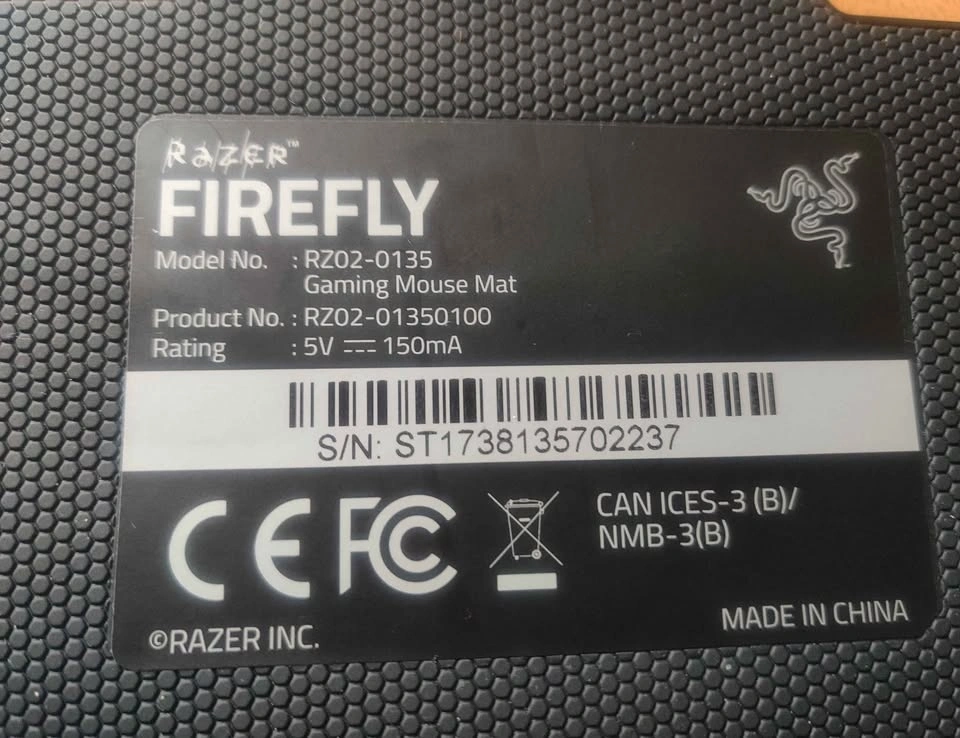 RAZER™
FIREFLY
Model No. : RZ02-0135
Gaming Mouse Mat
Product No. : RZ02-01350100
Rating : 5V ⎓ 150mA
S/N: ST1738135702237
CE FC
CAN ICES-3 (B)/
NMB-3(B)
MADE IN CHINA
©RAZER INC.